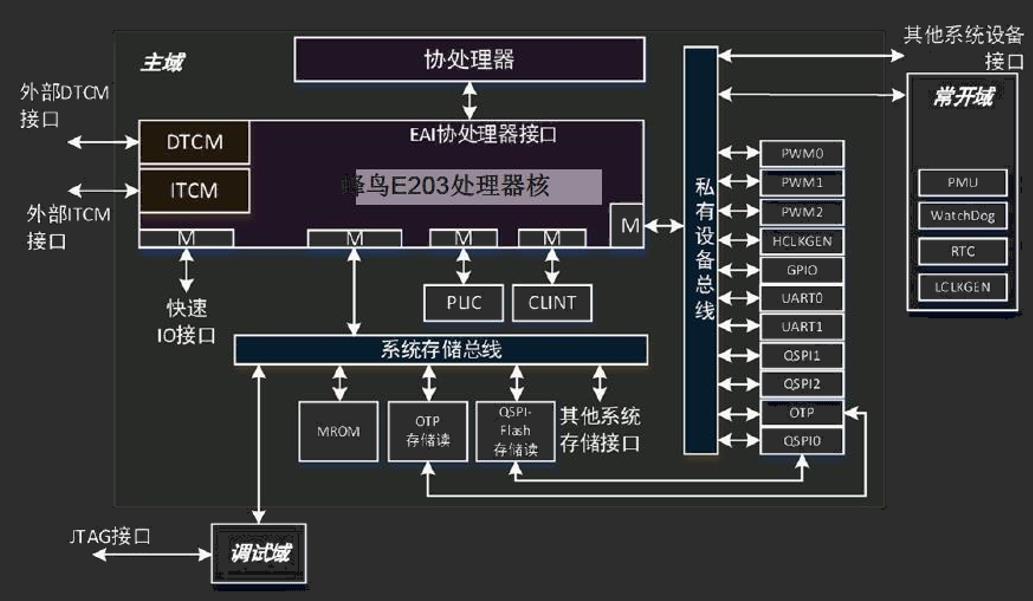 其他系统设备
接口
主域
协处理器
常开域
外部DTCM
接口
DTCM
EAI协处理器接口
ITCM
蜂鸟E203处理器核
外部ITCM
接口
M
M
M
M
M
私有设备总线
PWM0
PWM1
PWM2
HCLKGEN
GPIO
UART0
UART1
QSPI1
QSPI2
OTP
QSPI0
PMU
WatchDog
RTC
LCLKGEN
快速
IO接口
PLIC
CLINT
系统存储总线
MROM
OTP
存储读
QSPI-
Flash
存储读
其他系统
存储接口
JTAG接口
调试域